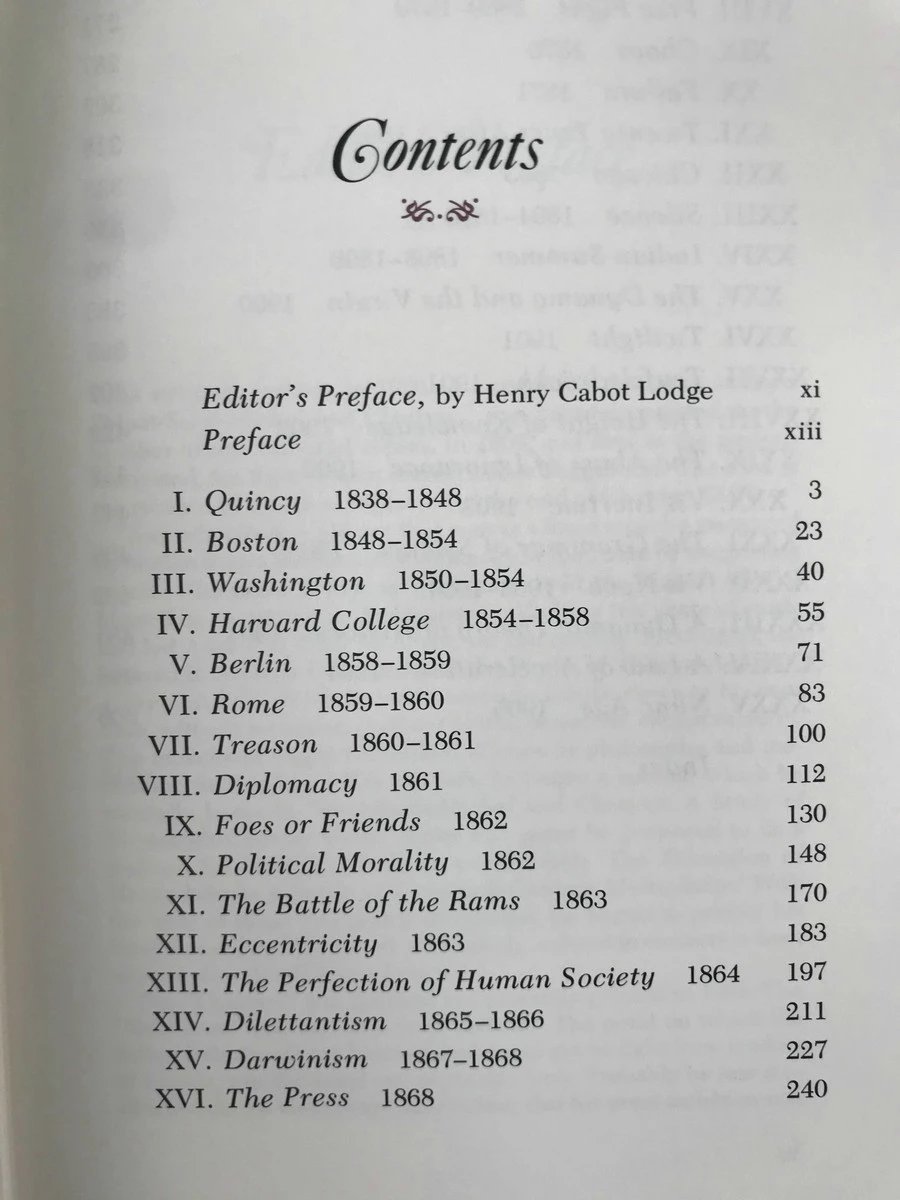 Contents
Editor's Preface, by Henry Cabot Lodge xi
Preface xiii
I. Quincy 1838–1848 3
II. Boston 1848–1854 23
III. Washington 1850–1854 40
IV. Harvard College 1854–1858 55
V. Berlin 1858–1859 71
VI. Rome 1859–1860 83
VII. Treason 1860–1861 100
VIII. Diplomacy 1861 112
IX. Foes or Friends 1862 130
X. Political Morality 1862 148
XI. The Battle of the Rams 1863 170
XII. Eccentricity 1863 183
XIII. The Perfection of Human Society 1864 197
XIV. Dilettantism 1865–1866 211
XV. Darwinism 1867–1868 227
XVI. The Press 1868 240